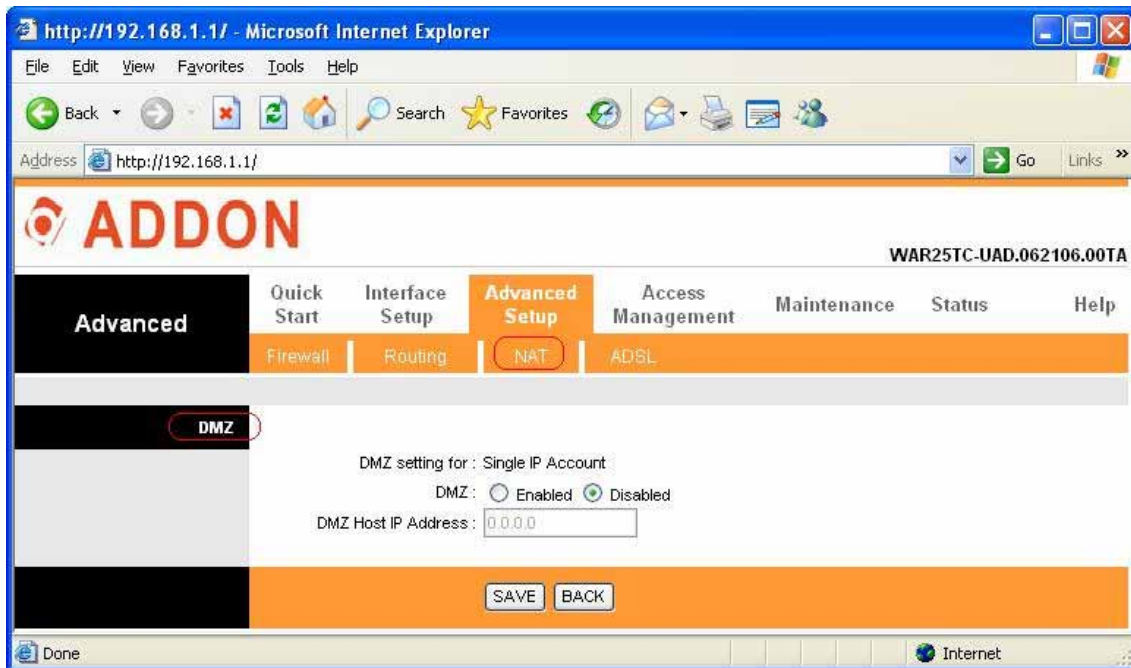 http://192.168.1.1/ - Microsoft Internet Explorer
File Edit View Favorites Tools Help
Back Search Favorites
Address http://192.168.1.1/ Go Links »
ADDON
WAR25TC-UAD.062106.00TA
Advanced
Quick Start
Interface Setup
Advanced Setup
Access Management
Maintenance
Status
Help
Firewall Routing NAT ADSL
DMZ
DMZ setting for : Single IP Account
DMZ : Enabled Disabled
DMZ Host IP Address : 0.0.0.0
SAVE BACK
Done Internet